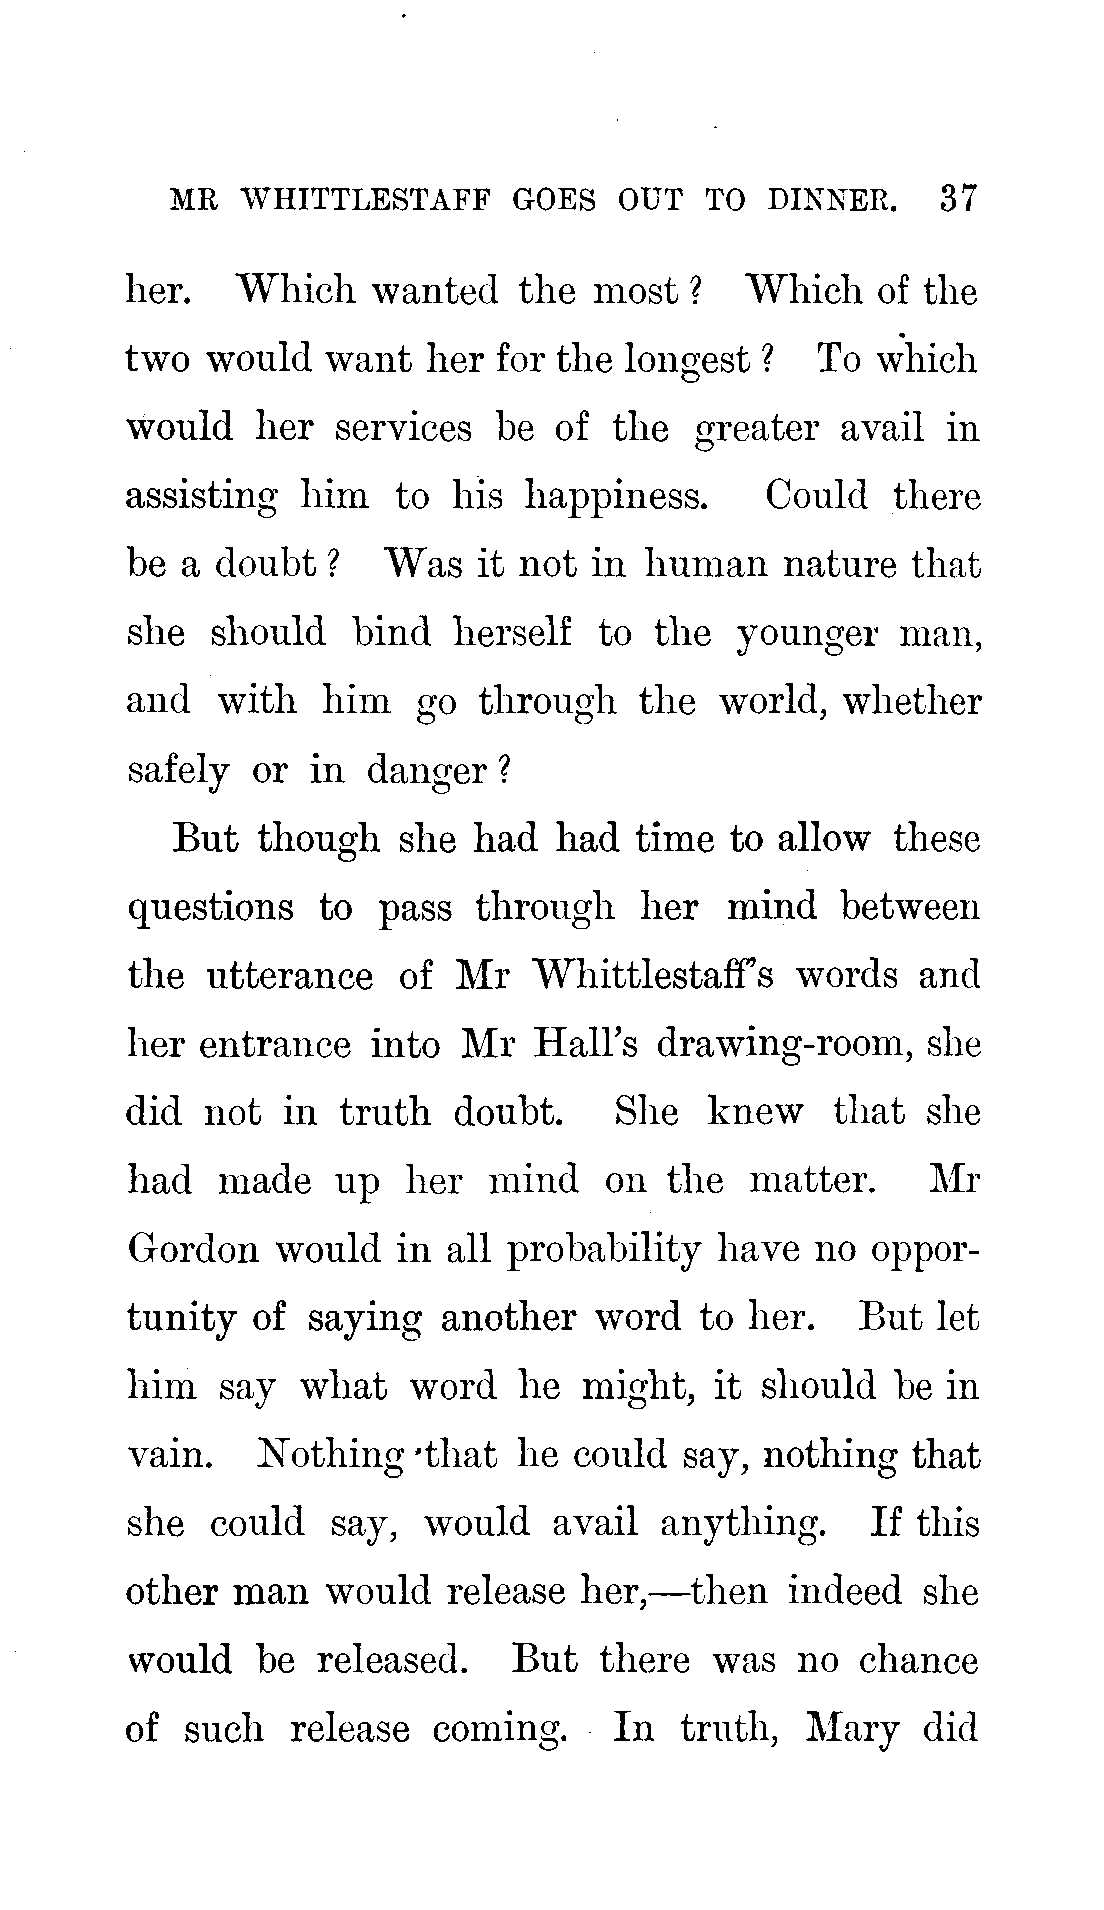 MR WHITTLESTAFF GOES OUT TO DINNER. 37
her. Which wanted the most? Which of the
two would want her for the longest? To which
would her services be of the greater avail in
assisting him to his happiness. Could there
be a doubt? Was it not in human nature that
she should bind herself to the younger man,
and with him go through the world, whether
safely or in danger?
But though she had had time to allow these
questions to pass through her mind between
the utterance of Mr Whittlestaff's words and
her entrance into Mr Hall's drawing-room, she
did not in truth doubt. She knew that she
had made up her mind on the matter. Mr
Gordon would in all probability have no oppor-
tunity of saying another word to her. But let
him say what word he might, it should be in
vain. Nothing that he could say, nothing that
she could say, would avail anything. If this
other man would release her,—then indeed she
would be released. But there was no chance
of such release coming. In truth, Mary did